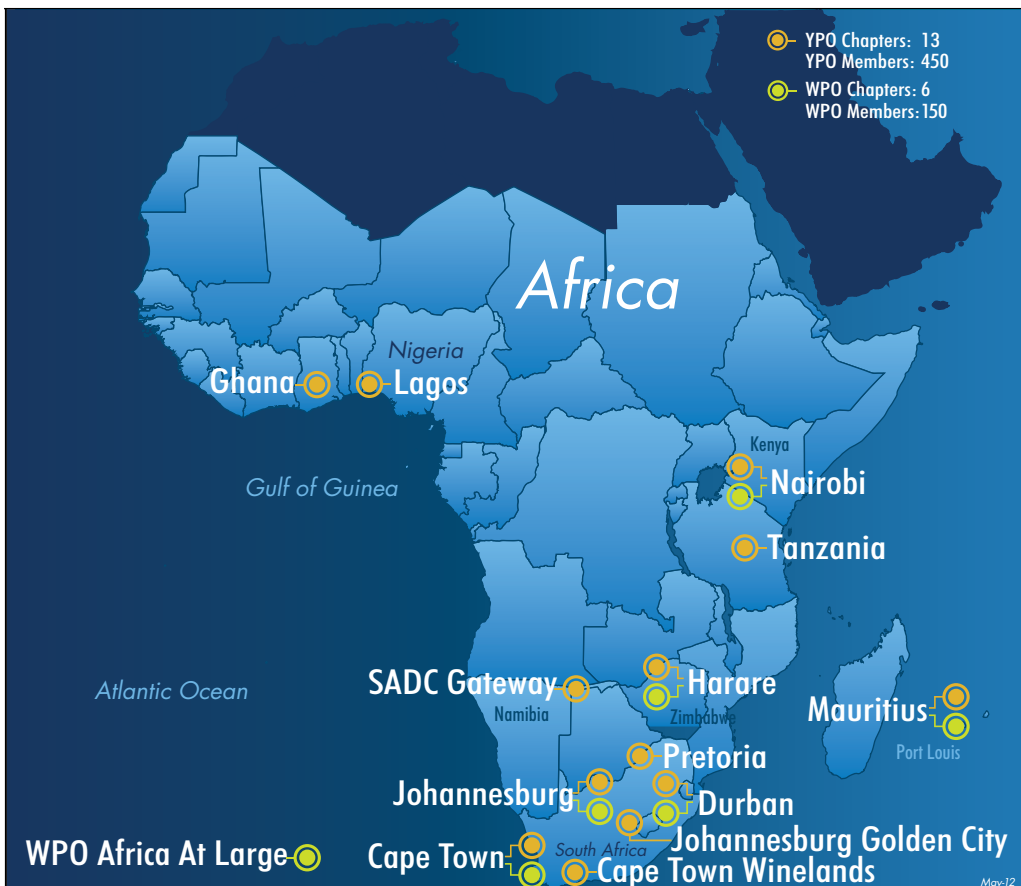 YPO Chapters: 13
YPO Members: 450
WPO Chapters: 6
WPO Members: 150
Africa
Nigeria
Ghana
Lagos
Kenya
Nairobi
Gulf of Guinea
Tanzania
SADC Gateway
Harare
Atlantic Ocean
Namibia
Zimbabwe
Mauritius
Port Louis
Pretoria
Johannesburg
Durban
Johannesburg Golden City
WPO Africa At Large
Cape Town
South Africa
Cape Town Winelands
May-12